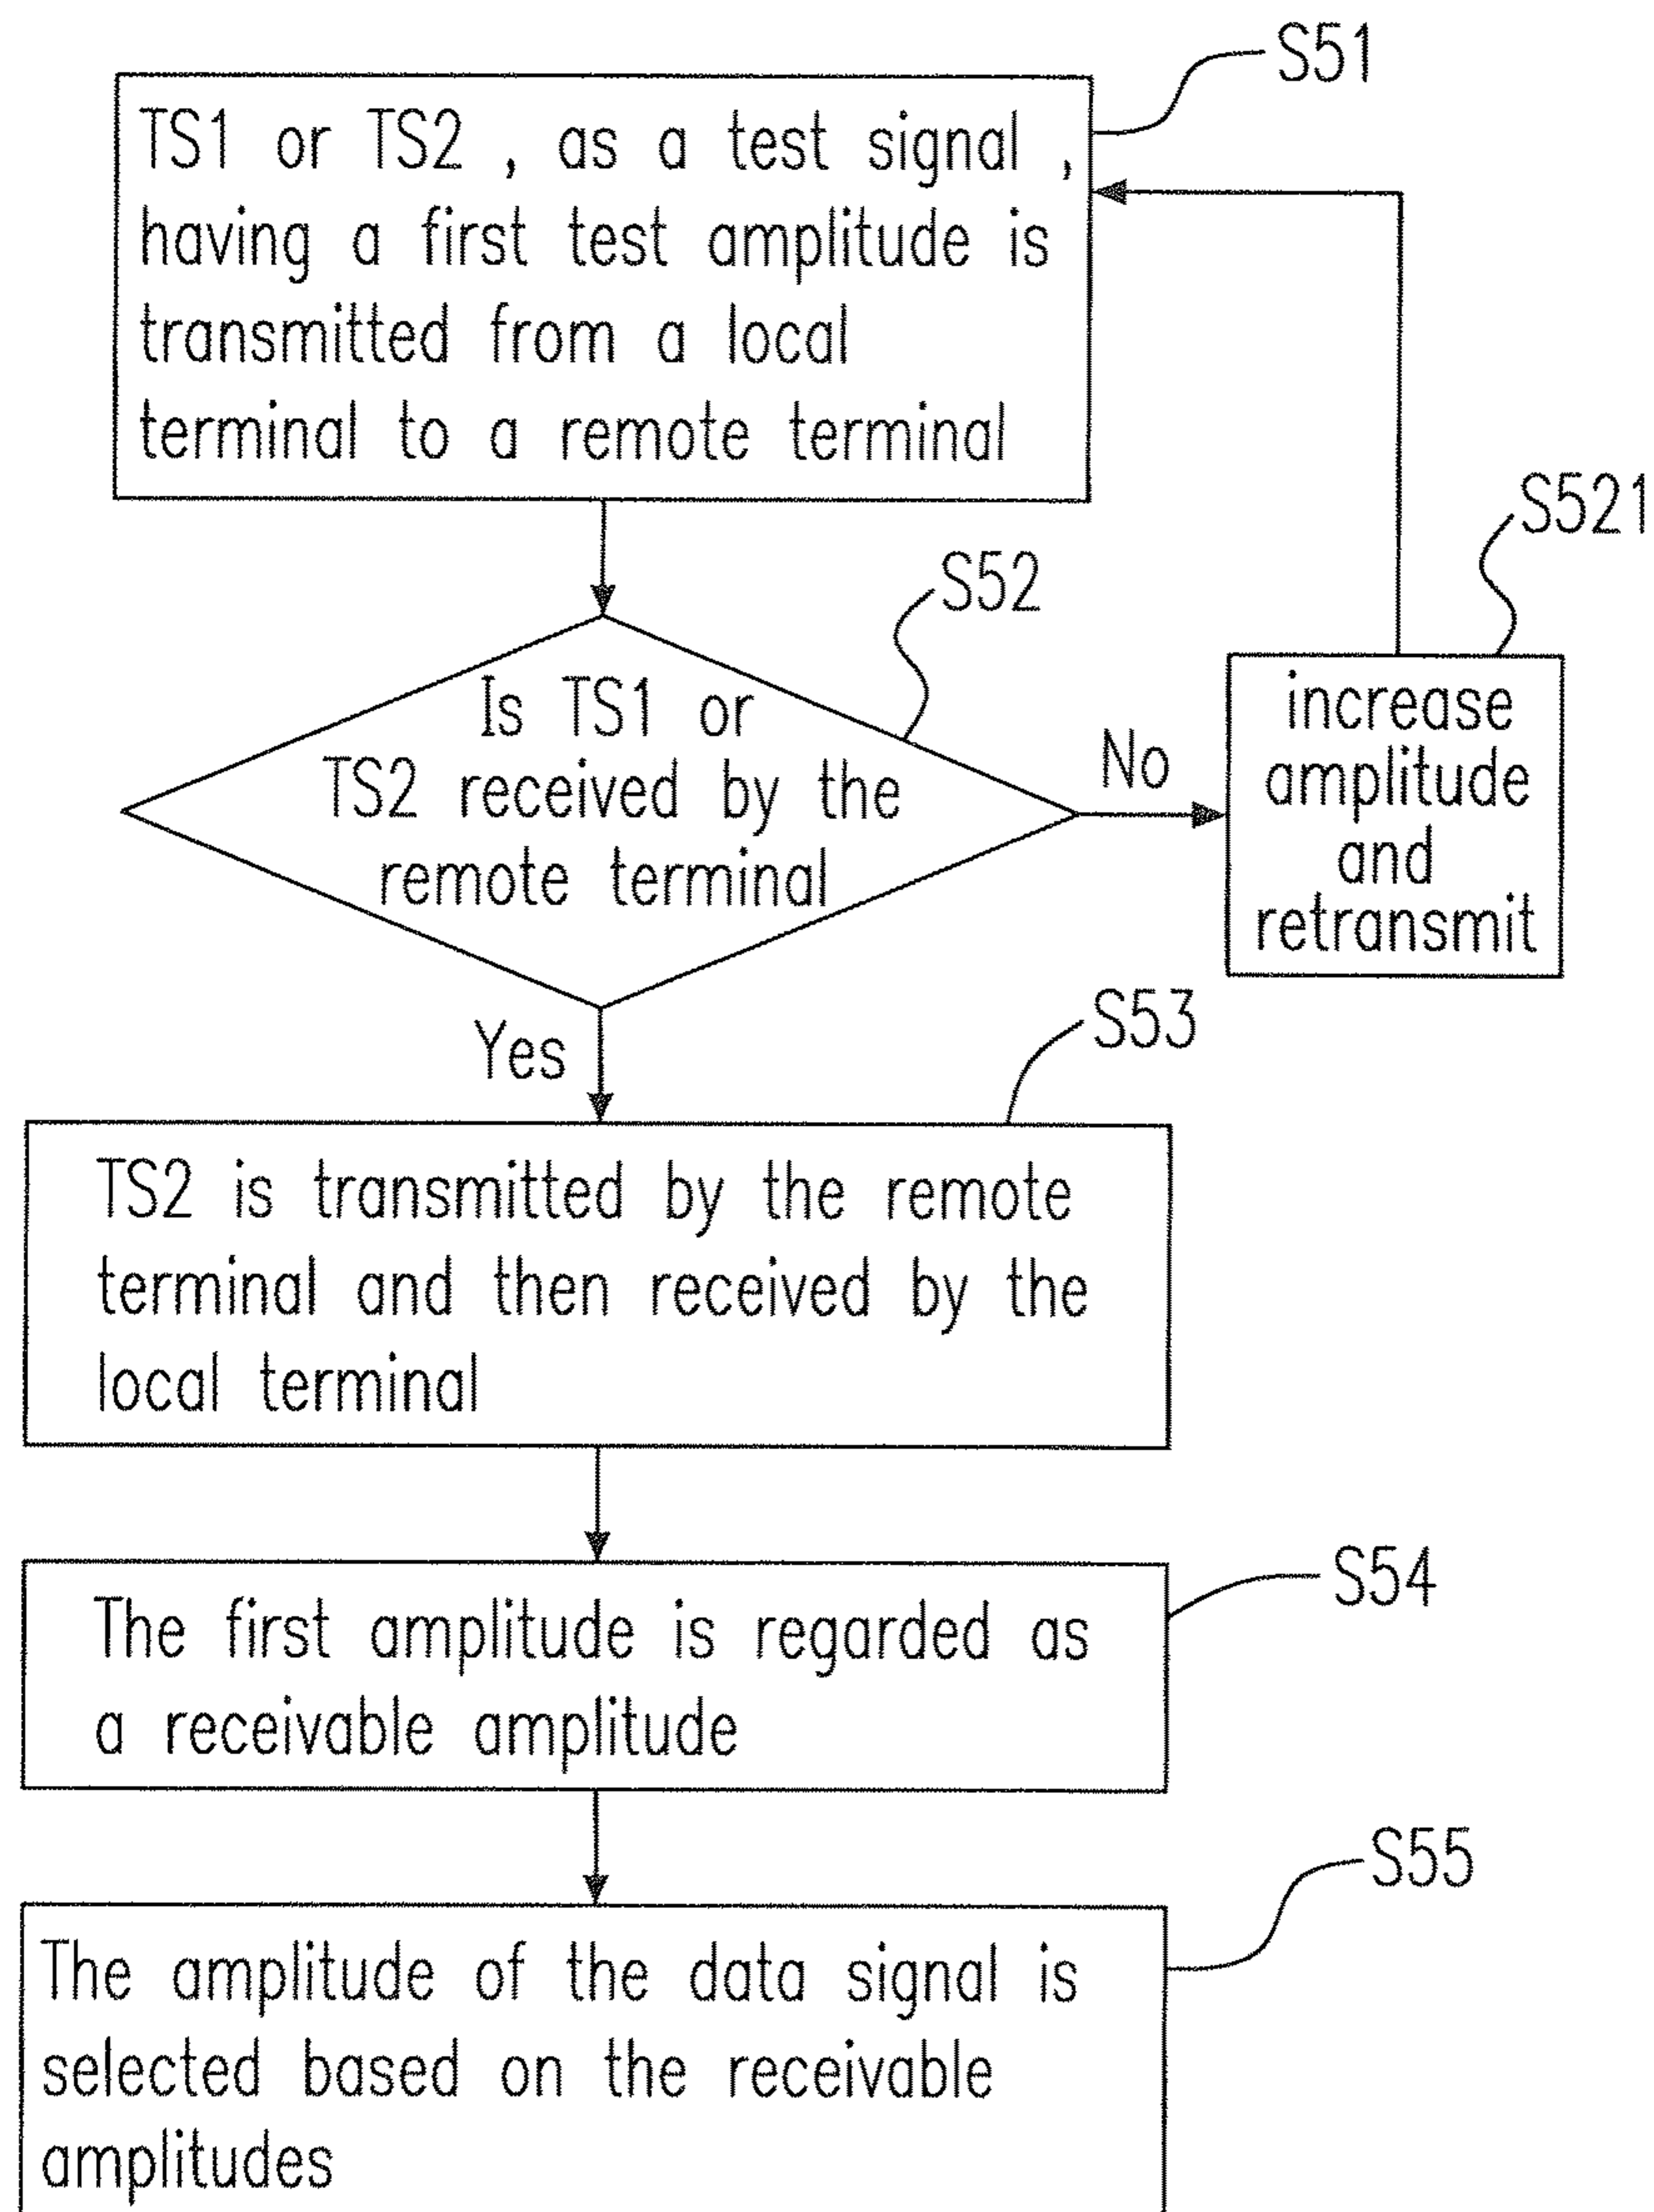 S51
TS1 or TS2 , as a test signal ,
having a first test amplitude is
transmitted from a local
terminal to a remote terminal
S521
S52
Is TS1 or
TS2 received by the
remote terminal
No
increase
amplitude
and
retransmit
Yes
S53
TS2 is transmitted by the remote
terminal and then received by the
local terminal
S54
The first amplitude is regarded as
a receivable amplitude
S55
The amplitude of the data signal is
selected based on the receivable
amplitudes